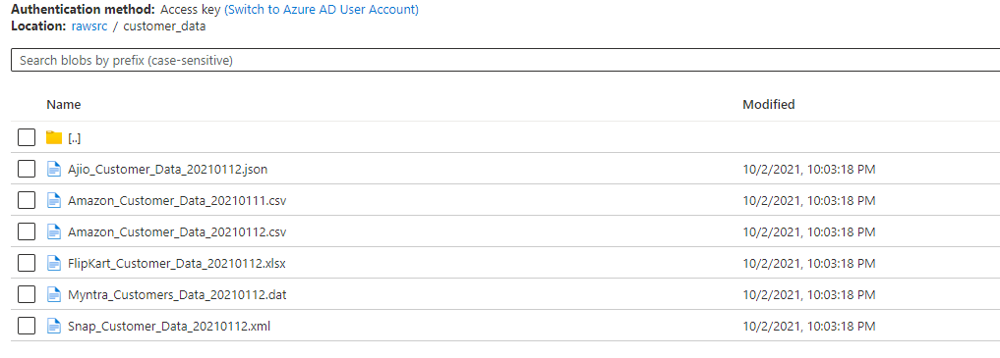 Authentication method: Access key (Switch to Azure AD User Account)
Location: rawsrc / customer_data
Search blobs by prefix (case-sensitive)
Name Modified
[..]
Ajio_Customer_Data_20210112.json 10/2/2021, 10:03:18 PM
Amazon_Customer_Data_20210111.csv 10/2/2021, 10:03:18 PM
Amazon_Customer_Data_20210112.csv 10/2/2021, 10:03:18 PM
FlipKart_Customer_Data_20210112.xlsx 10/2/2021, 10:03:18 PM
Myntra_Customers_Data_20210112.dat 10/2/2021, 10:03:18 PM
Snap_Customer_Data_20210112.xml 10/2/2021, 10:03:18 PM